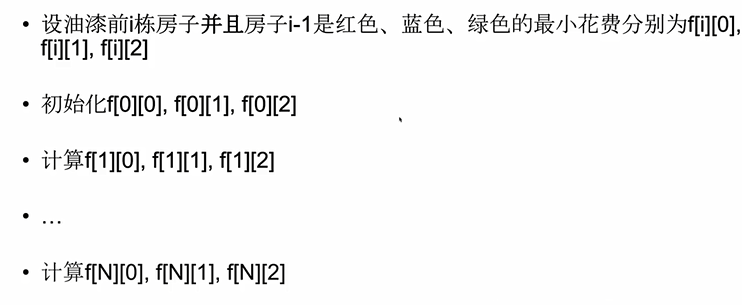 • 设油漆前i栋房子并且房子i-1是红色、蓝色、绿色的最小花费分别为f[i][0],
f[i][1], f[i][2]
• 初始化f[0][0], f[0][1], f[0][2]
• 计算f[1][0], f[1][1], f[1][2]
• …
• 计算f[N][0], f[N][1], f[N][2]